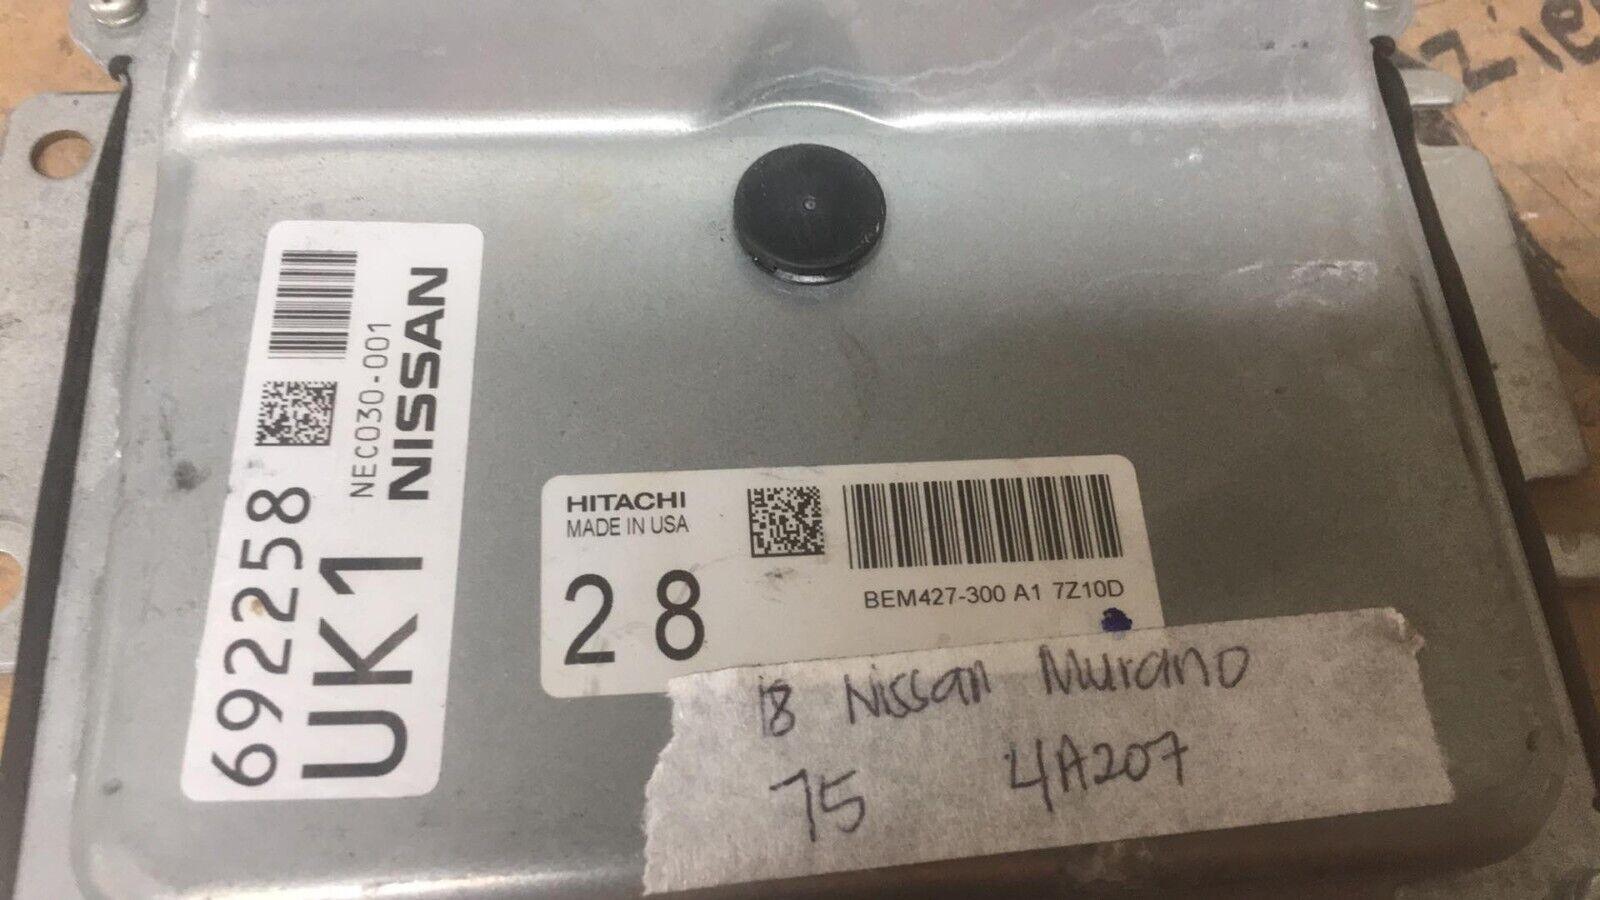 NISSAN
NEC030-001
UK1
692258
HITACHI
MADE IN USA
28
BEM427-300 A1 7Z10D
18 Nissan Murano
75 4A207